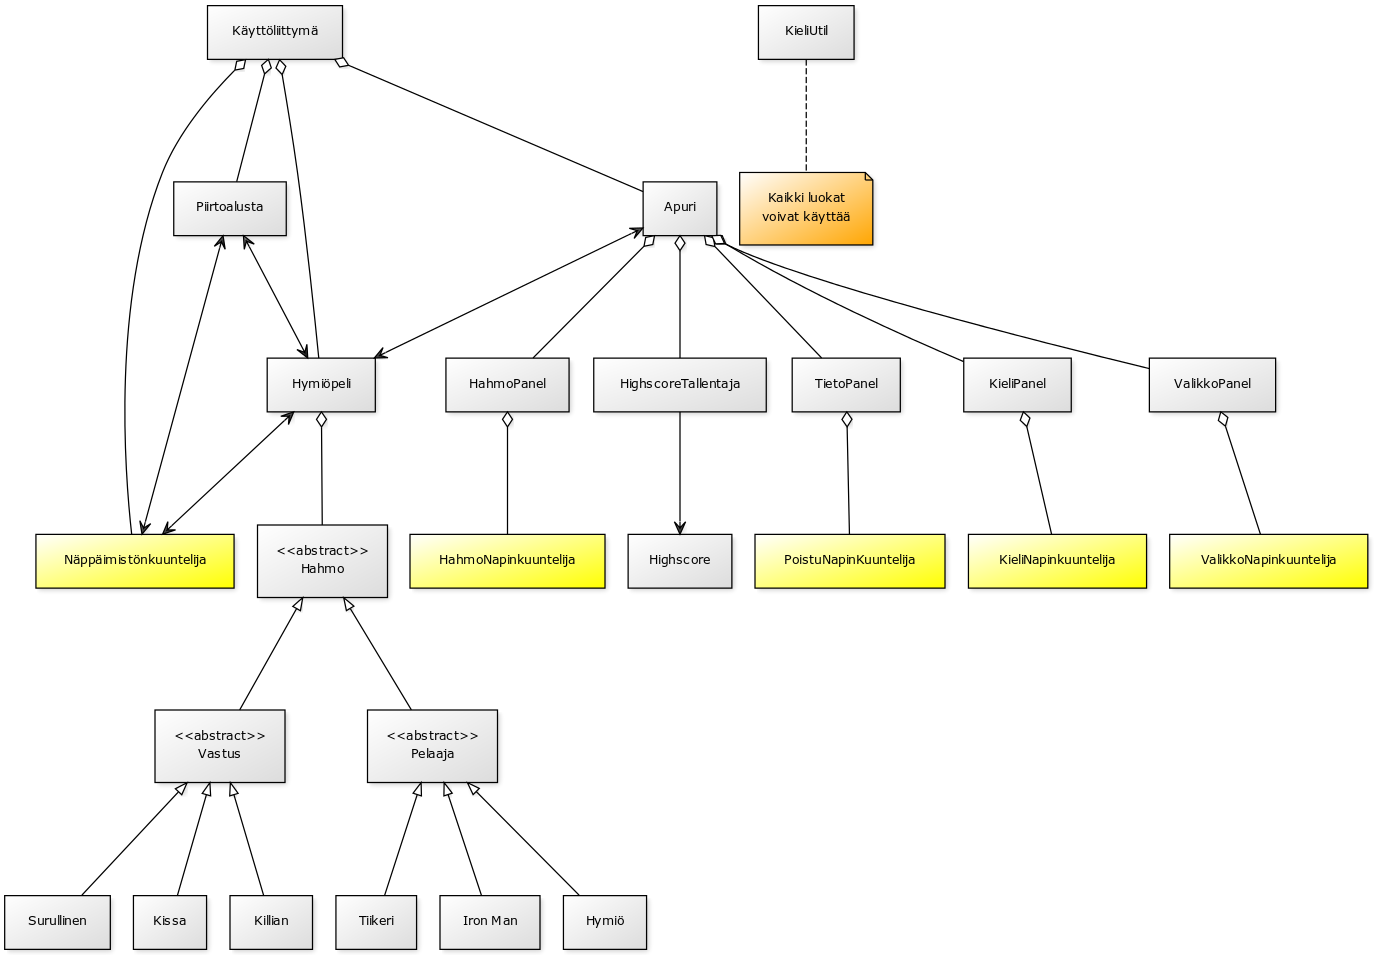 Käyttöliittymä
KieliUtil
Piirtoalusta
Apuri
Kaikki luokat
voivat käyttää
Hymiöpeli
HahmoPanel
HighscoreTallentaja
TietoPanel
KieliPanel
ValikkoPanel
Näppäimistönkuuntelija
<<abstract>>
Hahmo
HahmoNapinkuuntelija
Highscore
PoistuNapinKuuntelija
KieliNapinkuuntelija
ValikkoNapinkuuntelija
<<abstract>>
Vastus
<<abstract>>
Pelaaja
Surullinen
Kissa
Killian
Tiikeri
Iron Man
Hymiö